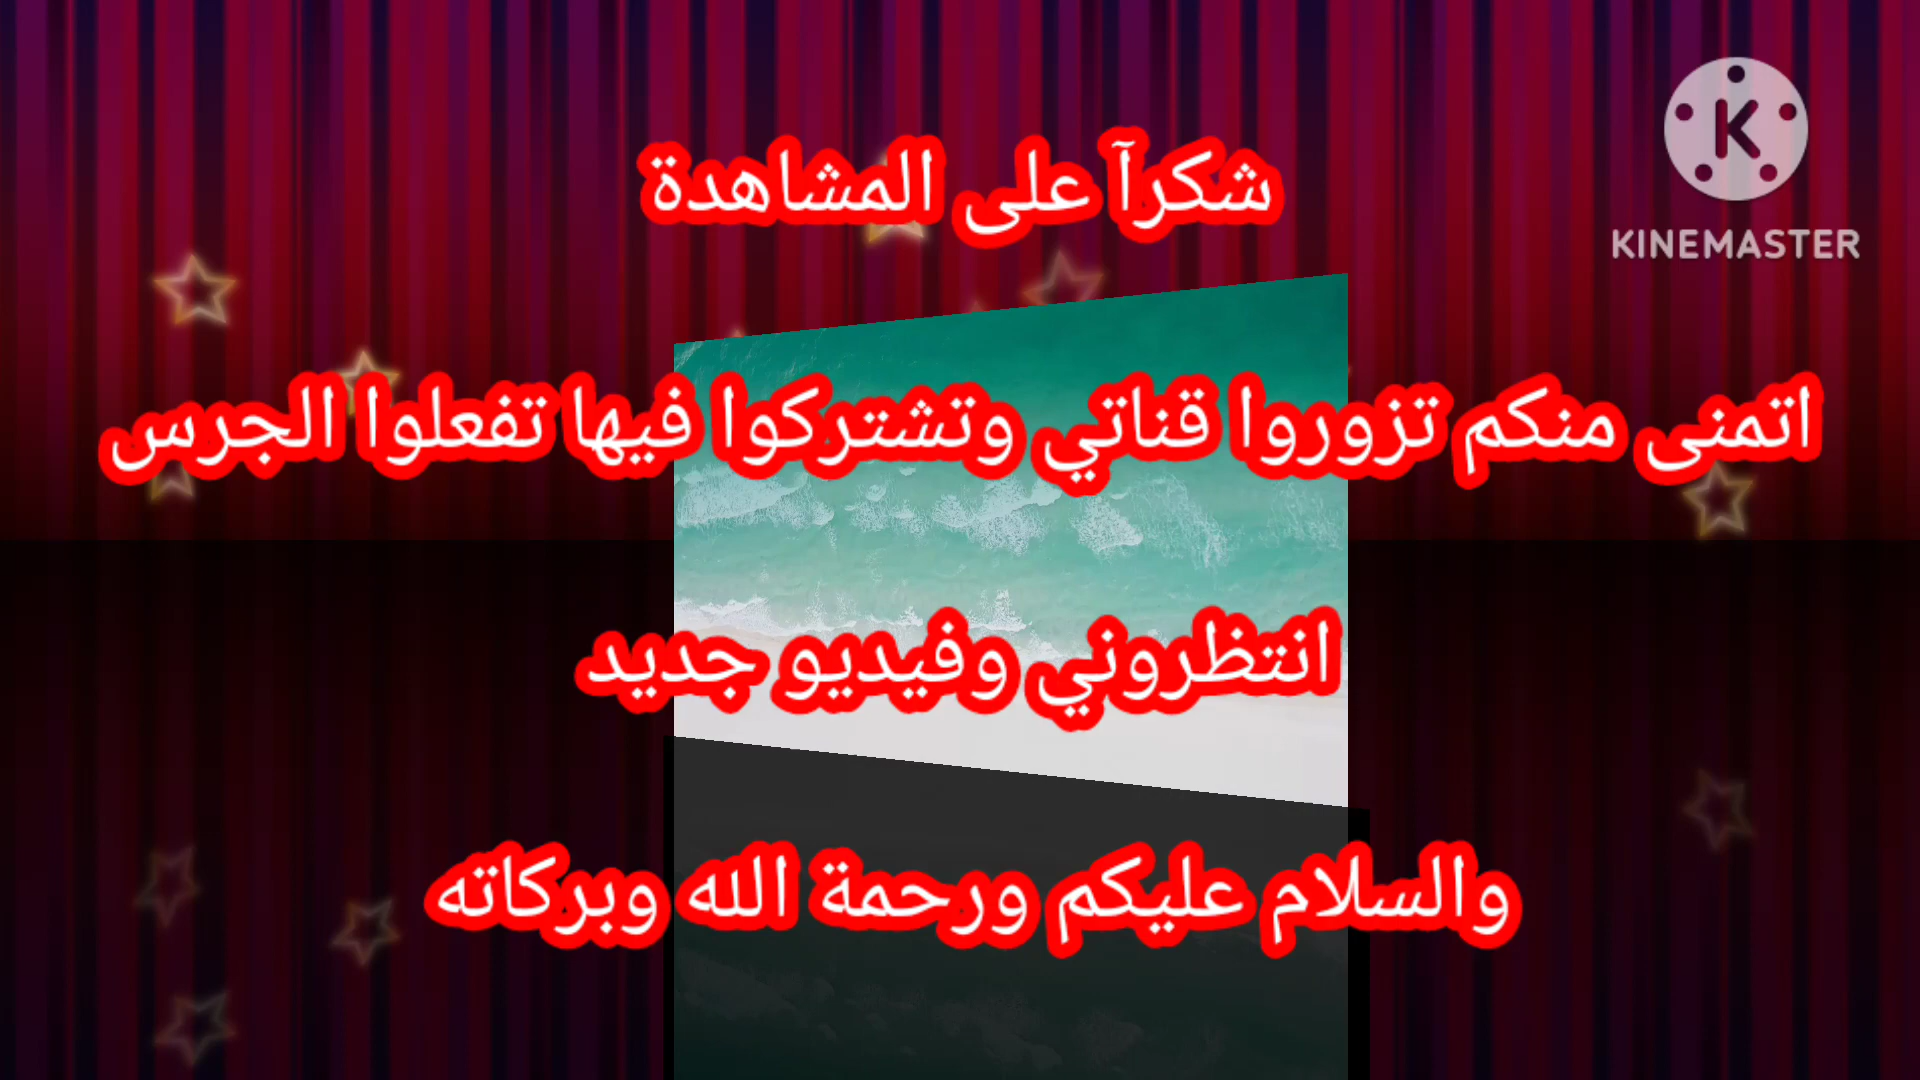 شكرآ على المشاهدة
KINEMASTER
اتمنى منكم تزوروا قناتي وتشتركوا فيها تفعلوا الجرس
انتظروني وفيديو جديد
والسلام عليكم ورحمة الله وبركاته